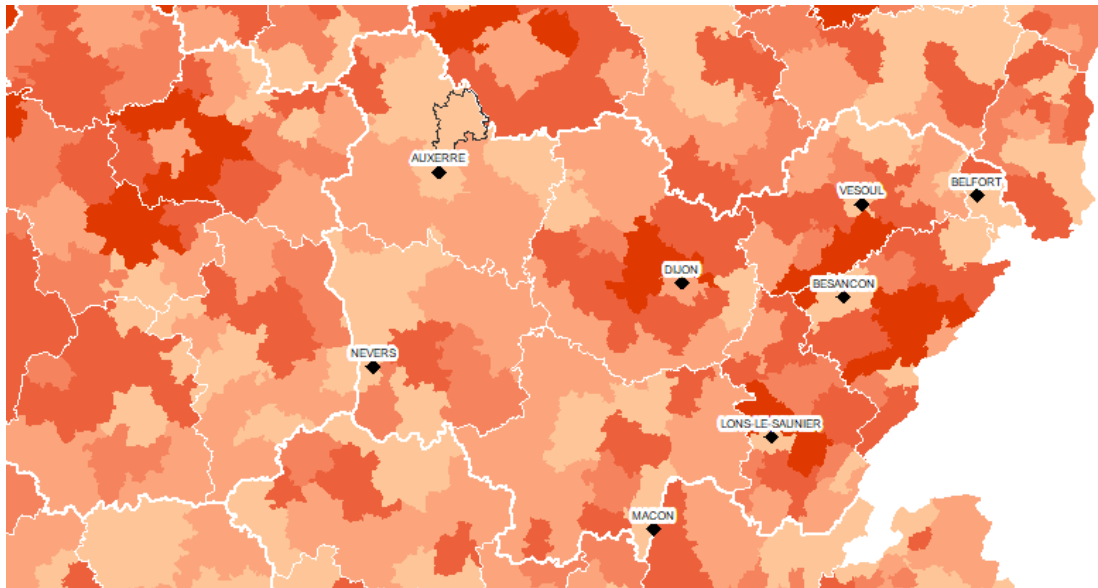 AUXERRE
BELFORT
VESOUL
DIJON
BESANCON
NEVERS
LONS-LE-SAUNIER
MACON